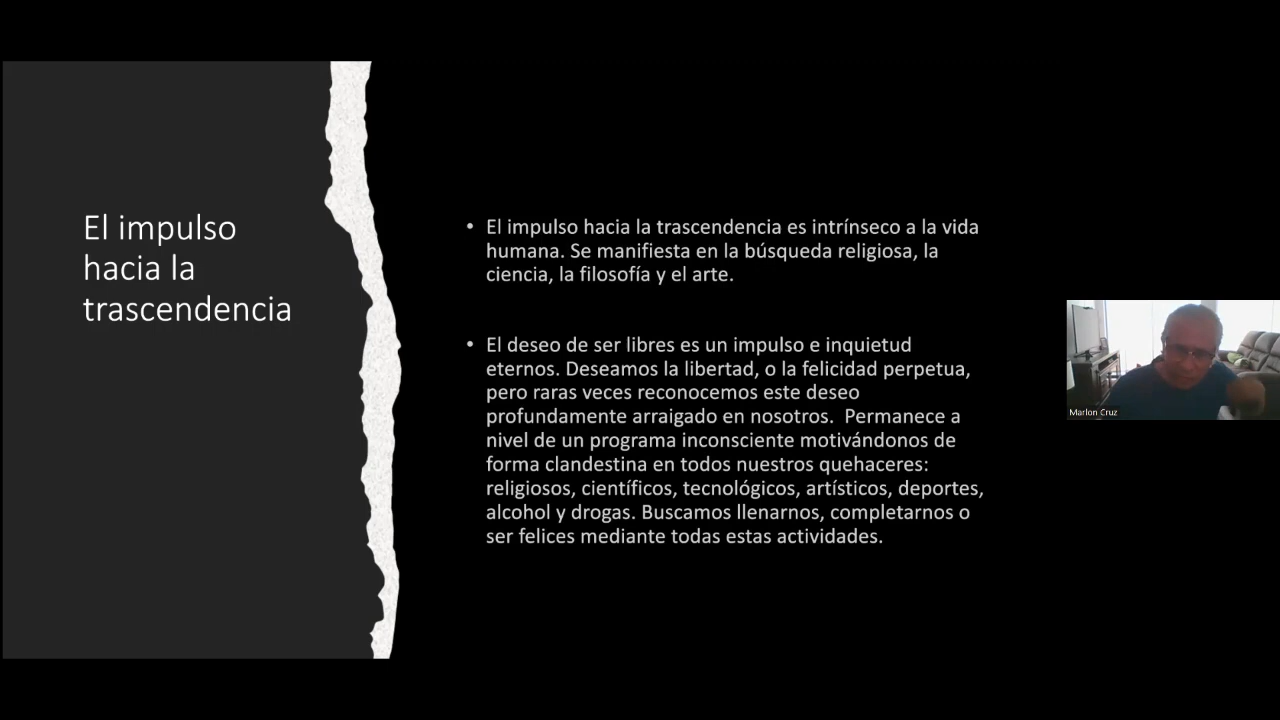 El impulso
hacia la
trascendencia
• El impulso hacia la trascendencia es intrínseco a la vida
humana. Se manifiesta en la búsqueda religiosa, la
ciencia, la filosofía y el arte.
• El deseo de ser libres es un impulso e inquietud
eternos. Deseamos la libertad, o la felicidad perpetua,
pero raras veces reconocemos este deseo
profundamente arraigado en nosotros.  Permanece a
nivel de un programa inconsciente motivándonos de
forma clandestina en todos nuestros quehaceres:
religiosos, científicos, tecnológicos, artísticos, deportes,
alcohol y drogas. Buscamos llenarnos, completarnos o
ser felices mediante todas estas actividades.
Marlon Cruz